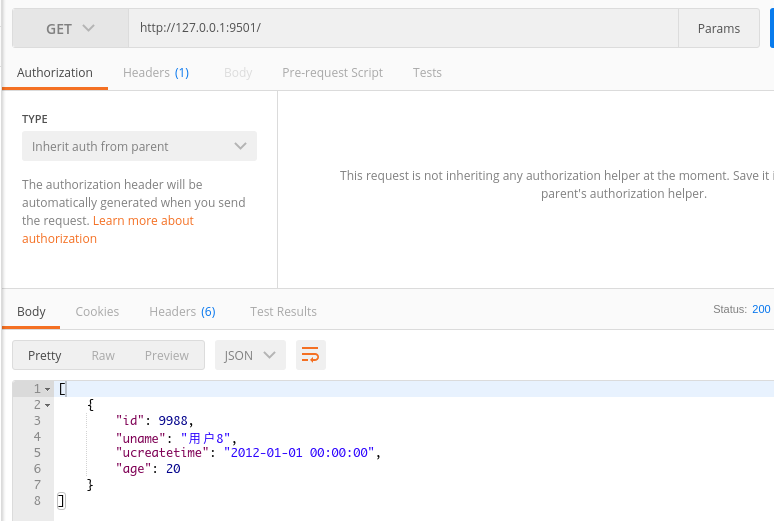 GET http://127.0.0.1:9501/ Params
Authorization Headers (1) Body Pre-request Script Tests
TYPE
Inherit auth from parent
The authorization header will be
automatically generated when you send
the request. Learn more about
authorization
This request is not inheriting any authorization helper at the moment. Save it
parent's authorization helper.
Body Cookies Headers (6) Test Results Status: 200
Pretty Raw Preview JSON
1 [
2 {
3 "id": 9988,
4 "uname": "用户8",
5 "ucreatetime": "2012-01-01 00:00:00",
6 "age": 20
7 }
8 ]